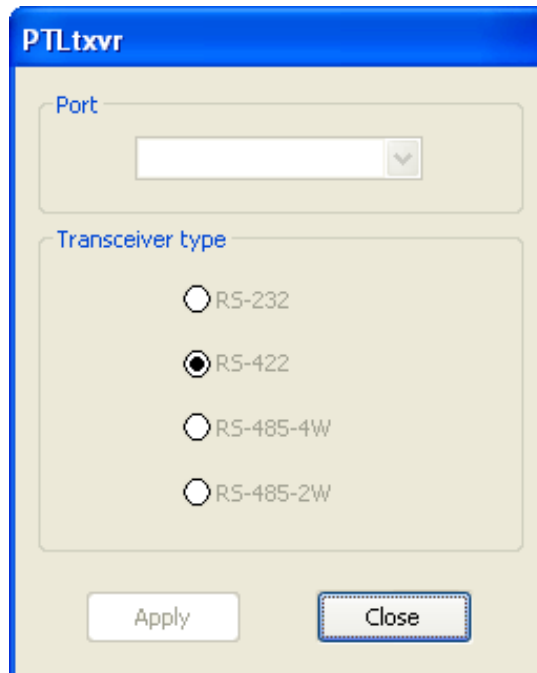 PTLtxvr
Port
Transceiver type
RS-232
RS-422
RS-485-4W
RS-485-2W
Apply
Close